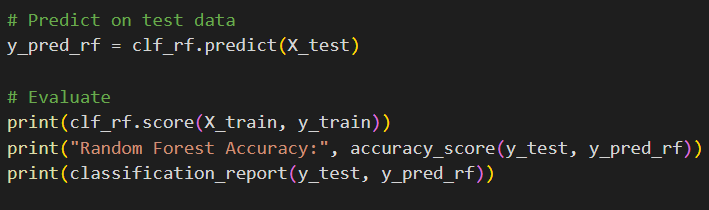 # Predict on test data
y_pred_rf = clf_rf.predict(X_test)
# Evaluate
print(clf_rf.score(X_train, y_train))
print("Random Forest Accuracy:", accuracy_score(y_test, y_pred_rf))
print(classification_report(y_test, y_pred_rf))